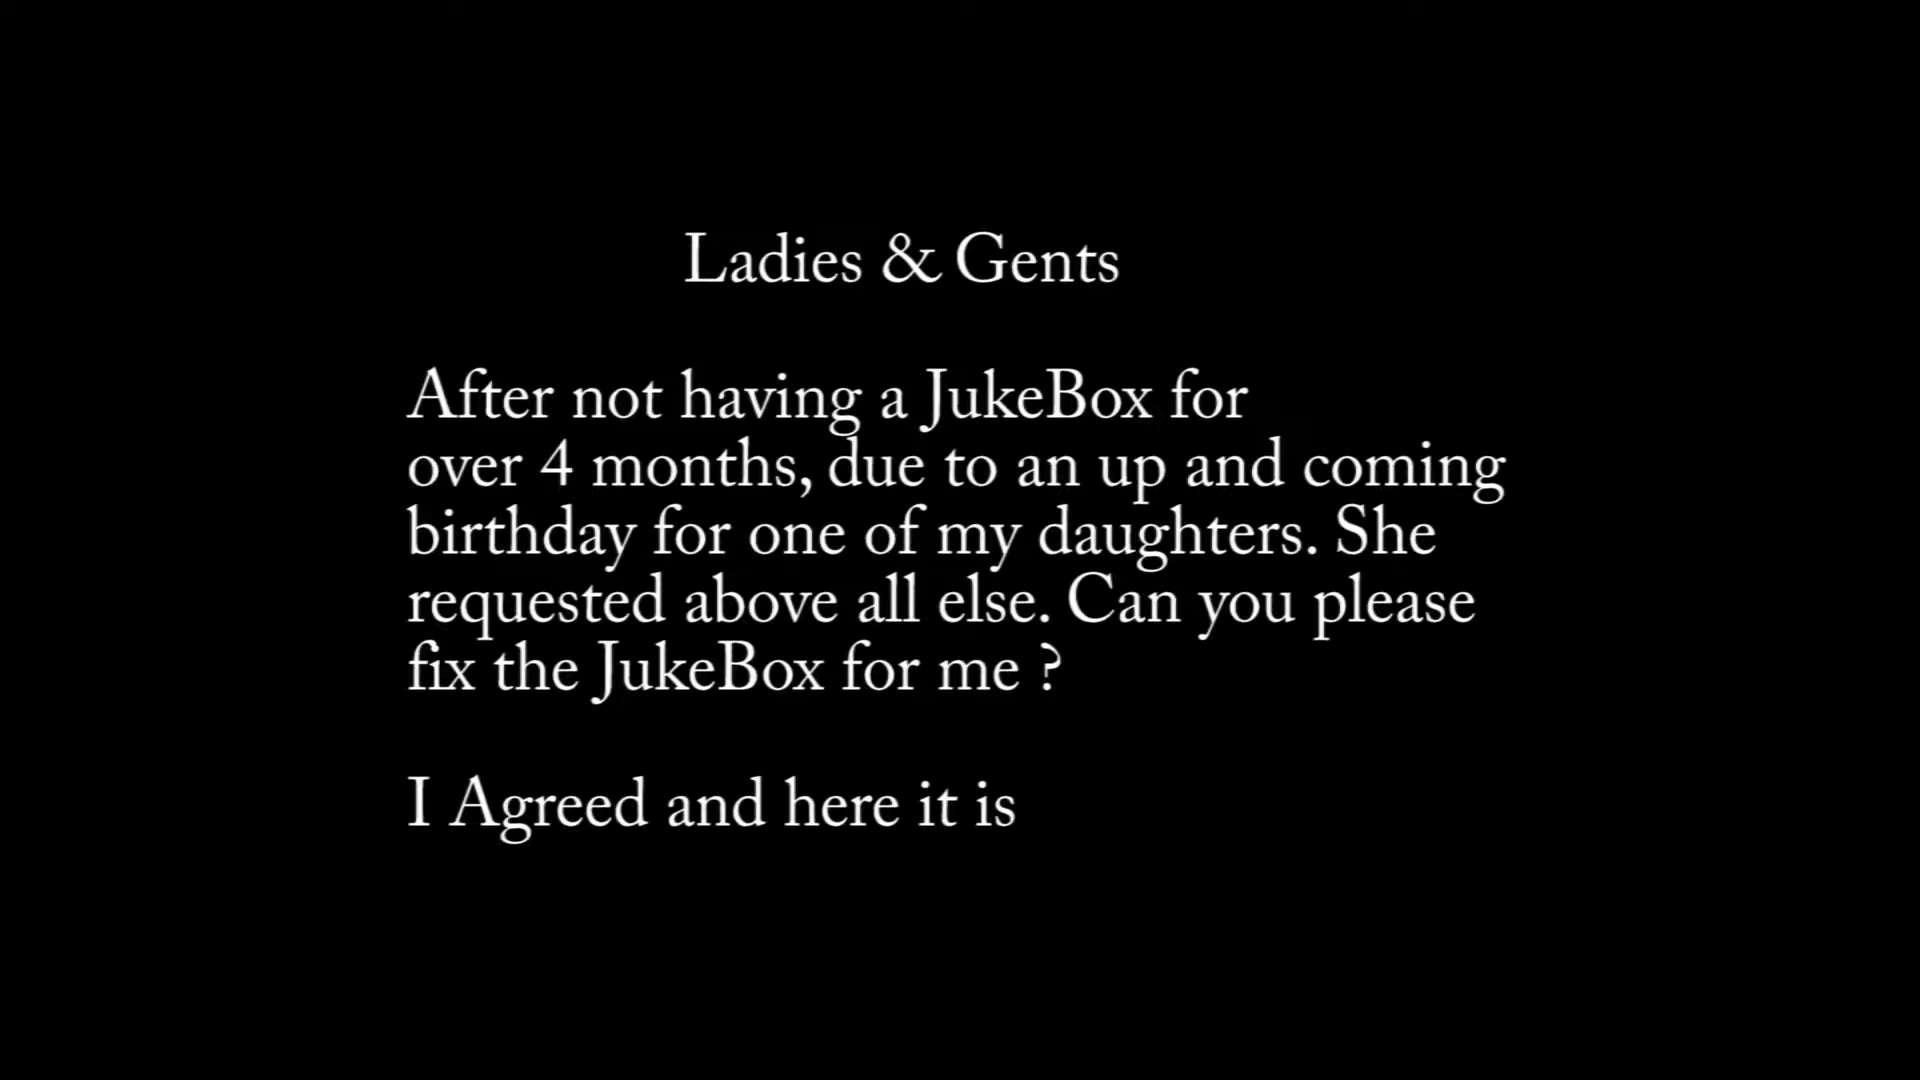 Ladies & Gents
After not having a JukeBox for
over 4 months, due to an up and coming
birthday for one of my daughters. She
requested above all else. Can you please
fix the JukeBox for me ?
I Agreed and here it is